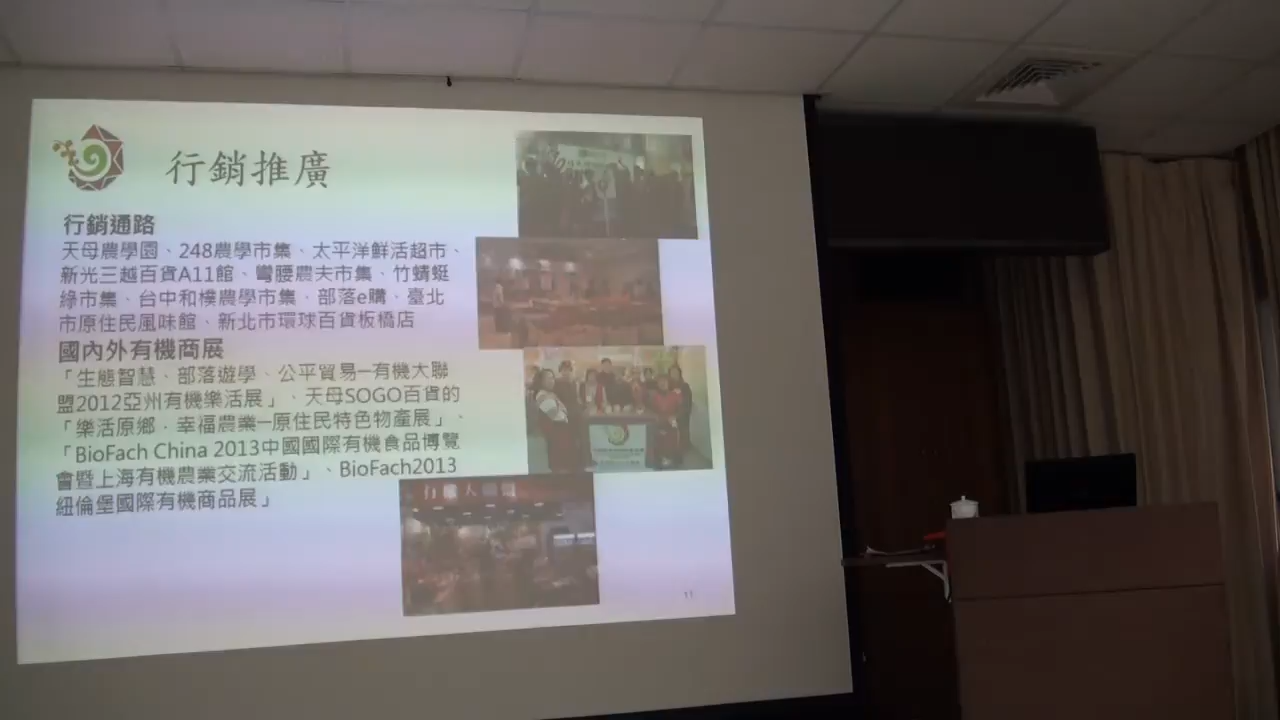 行銷推廣
行銷通路
天母農學園、248農學市集、太平洋鮮活超市、
新光三越百貨A11館、彎腰農夫市集、竹蜻蜓
綠市集、台中和樸農學市集、部落e購、臺北
市原住民風味館、新北市環球百貨板橋店
國內外有機商展
「生態智慧、部落遊學、公平貿易─有機大聯
盟2012亞州有機樂活展」、天母SOGO百貨的
「樂活原鄉．幸福農業─原住民特色物產展」、
「BioFach China 2013中國國際有機食品博覽
會暨上海有機農業交流活動」、BioFach2013
紐倫堡國際有機商品展」
11